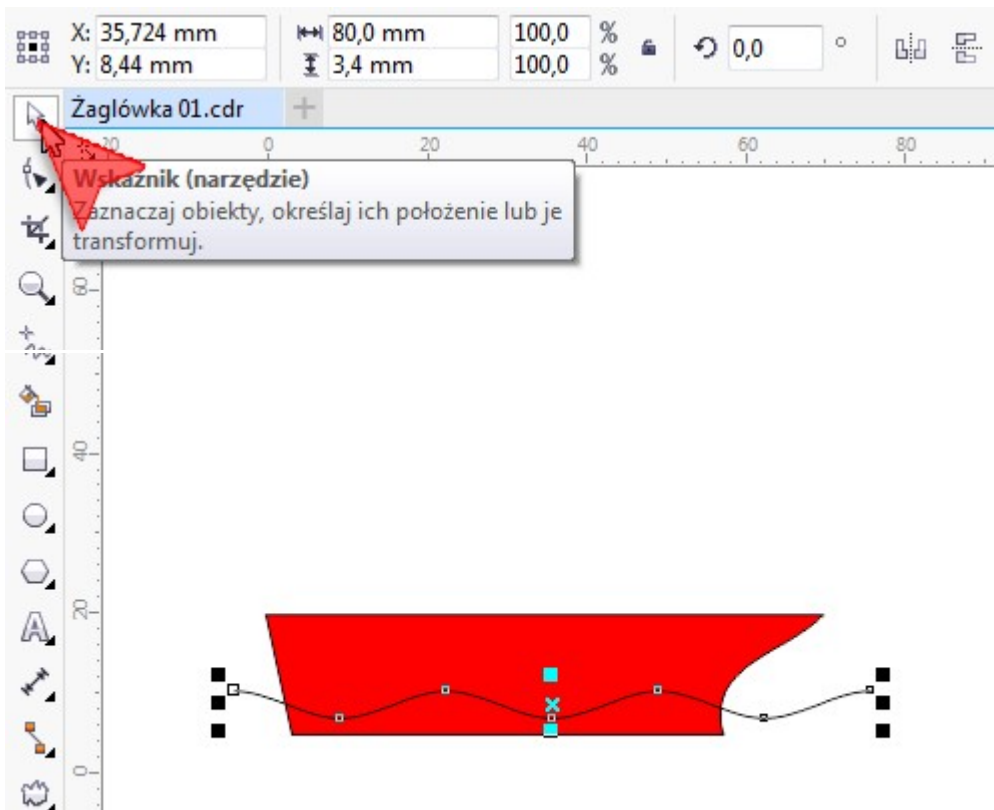 X: 35,724 mm 80,0 mm 100,0 %
Y: 8,44 mm 3,4 mm 100,0 % 0,0 °
Żaglówka 01.cdr
20 0 20 40 60 80
Wskaźnik (narzędzie)
Zaznaczaj obiekty, określaj ich położenie lub je
transformuj.
60
40
20
0